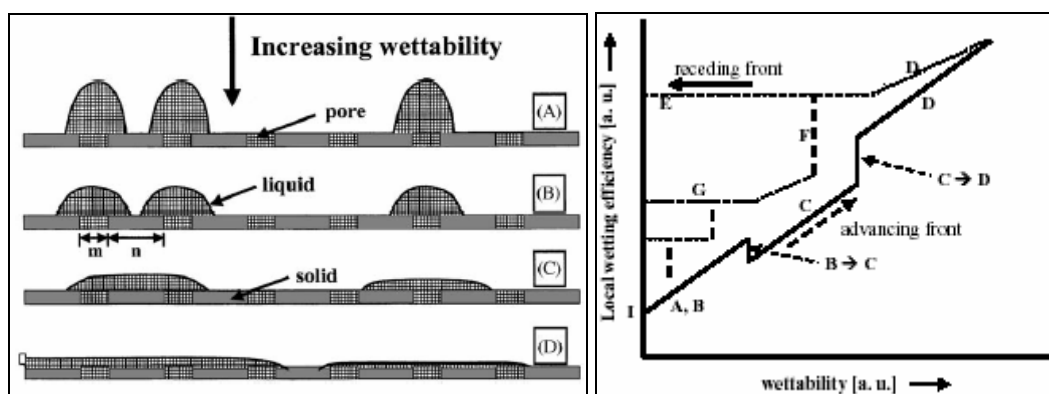 Increasing wettability
pore
(A)
liquid
(B)
m
n
solid
(C)
(D)
Local wetting efficiency [a. u.]
receding front
D
E
D
F
C → D
G
C
advancing front
B → C
A, B
I
wettability [a. u.]